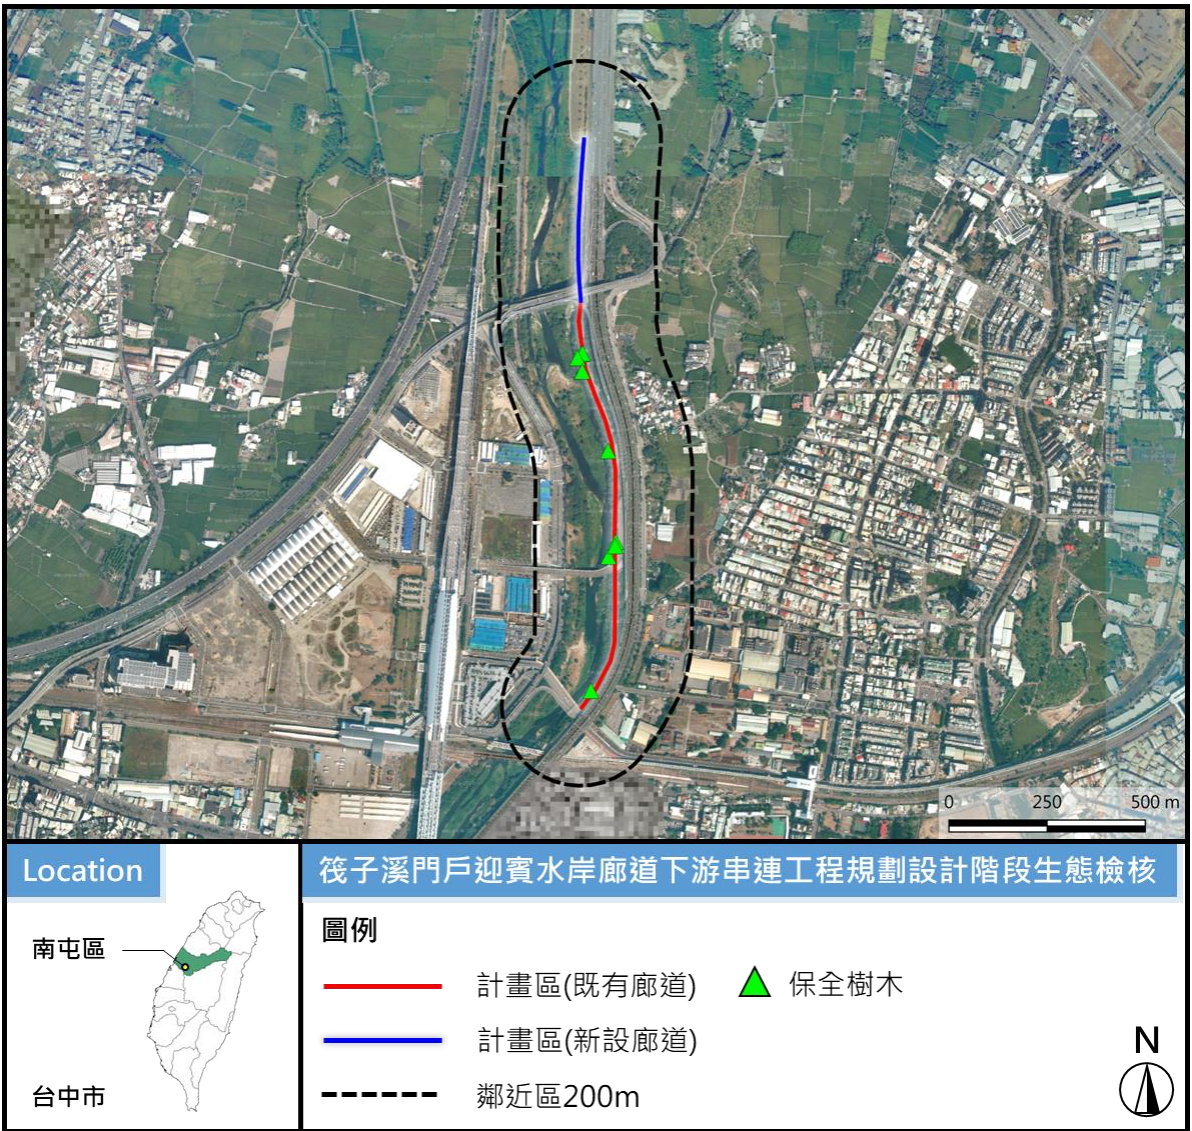 0 250 500 m
Location
南屯區
台中市
筏子溪門戶迎賓水岸廊道下游串連工程規劃設計階段生態檢核
圖例
計畫區(既有廊道)
保全樹木
計畫區(新設廊道)
鄰近區200m
N